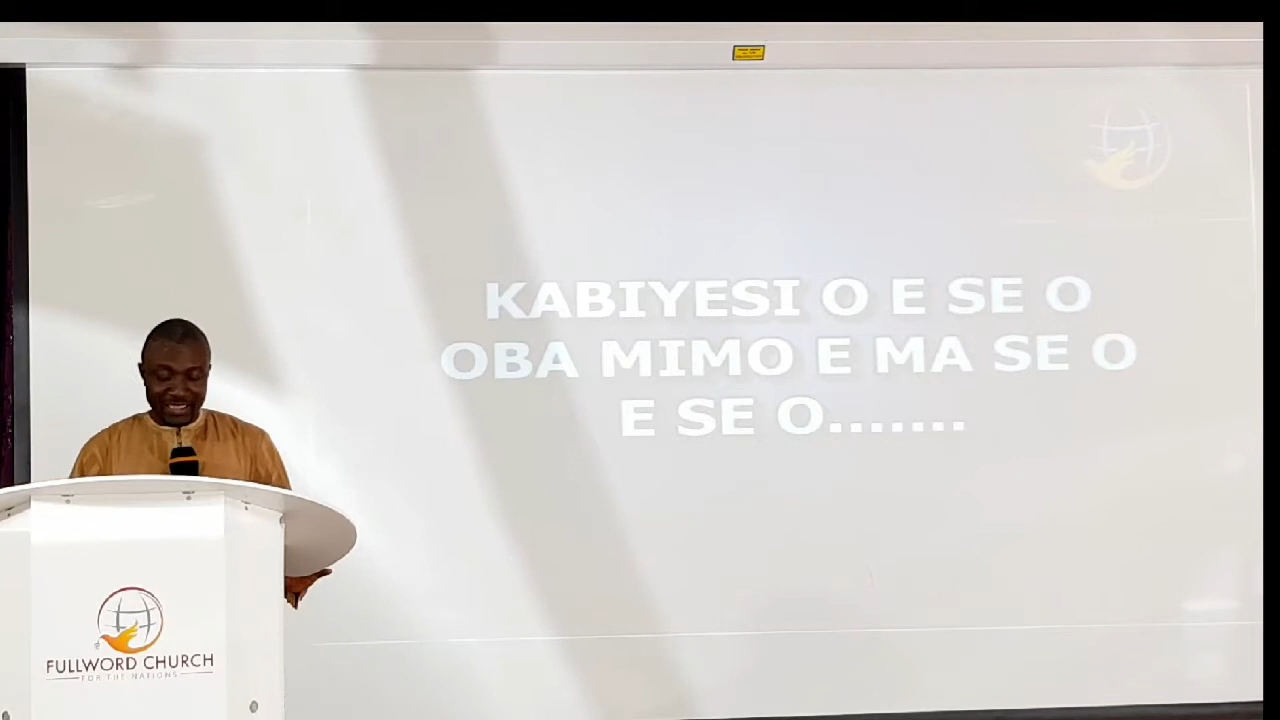 KABIYESI O E SE O
OBA MIMO E MA SE O
E SE O.......
FULLWORD CHURCH
FOR THE NATIONS